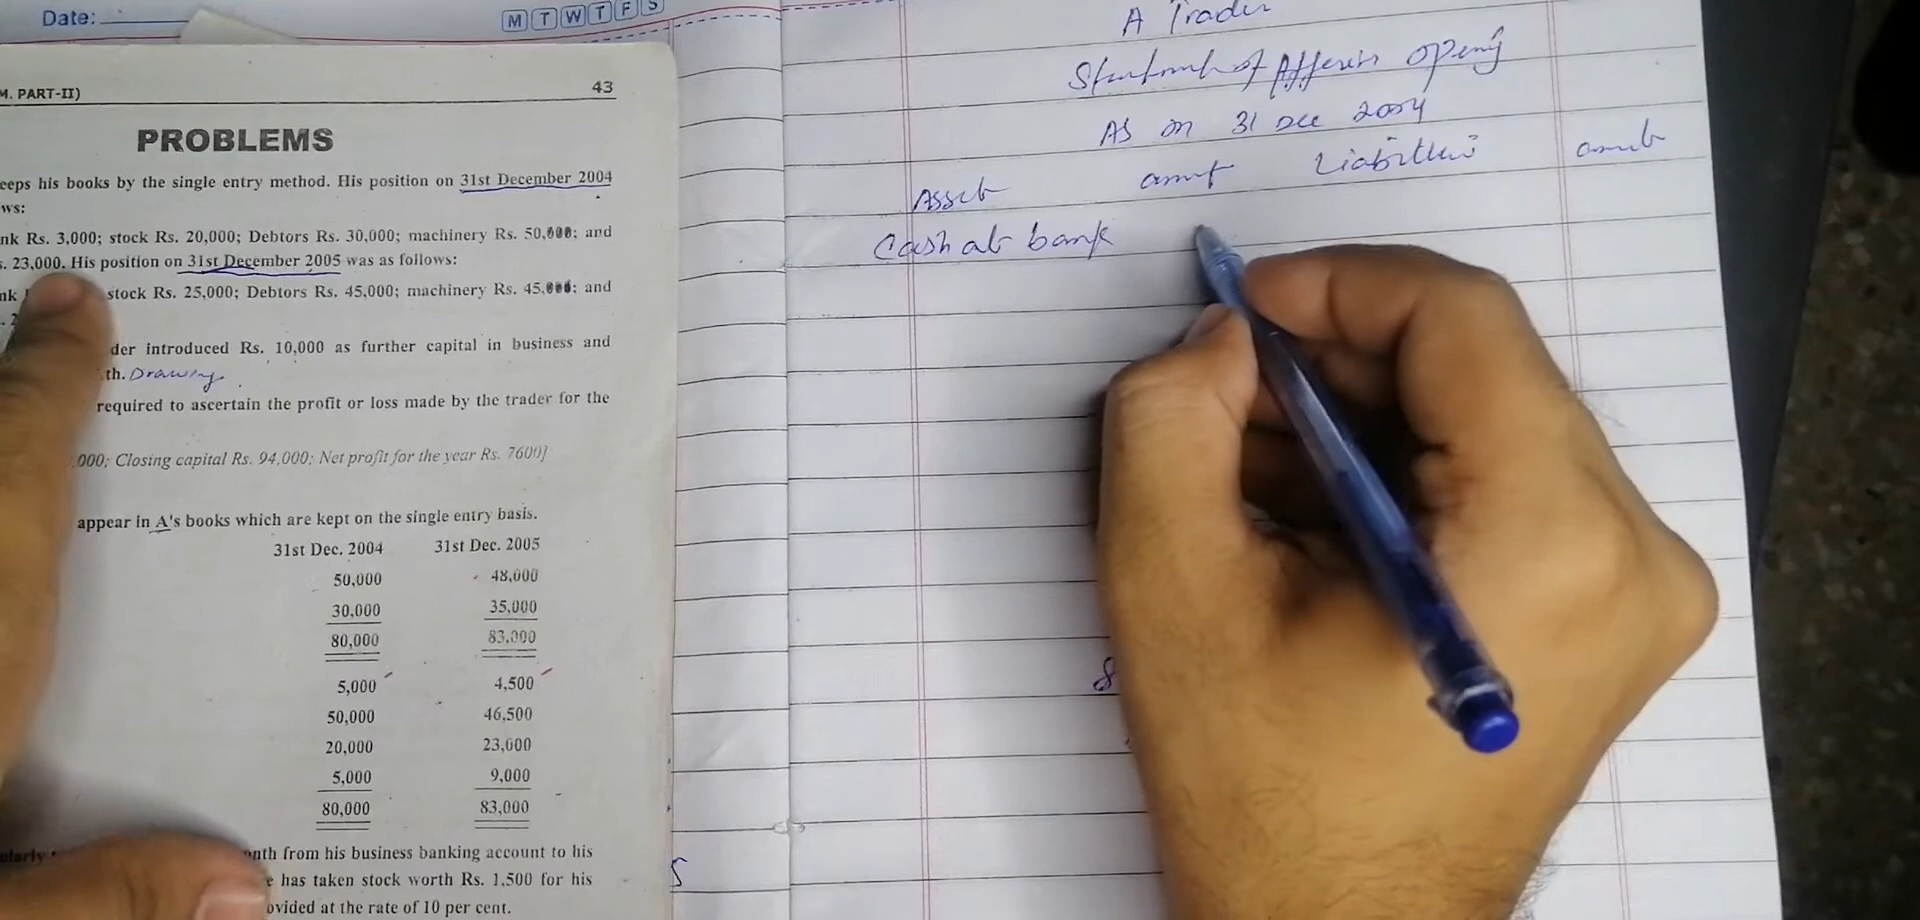 Date:
M T W T F S
M. PART-II)
43
PROBLEMS
eeps his books by the single entry method. His position on 31st December 2004
ws:
nk Rs. 3,000; stock Rs. 20,000; Debtors Rs. 30,000; machinery Rs. 50,000; and
. 23,000. His position on 31st December 2005 was as follows:
nk stock Rs. 25,000; Debtors Rs. 45,000; machinery Rs. 45,000; and
. 2
der introduced Rs. 10,000 as further capital in business and
th. Drawing
required to ascertain the profit or loss made by the trader for the
,000; Closing capital Rs. 94,000; Net profit for the year Rs. 7600]
appear in A's books which are kept on the single entry basis.
31st Dec. 2004 31st Dec. 2005
50,000 48,000
30,000 35,000
80,000 83,000
5,000 4,500
50,000 46,500
20,000 23,000
5,000 9,000
80,000 83,000
nth from his business banking account to his
e has taken stock worth Rs. 1,500 for his
ovided at the rate of 10 per cent.
A Trader
Statment of Affairs opening
As on 31 Dec 2004
Asset amt Liabilities amt
Cash at bank
8
5